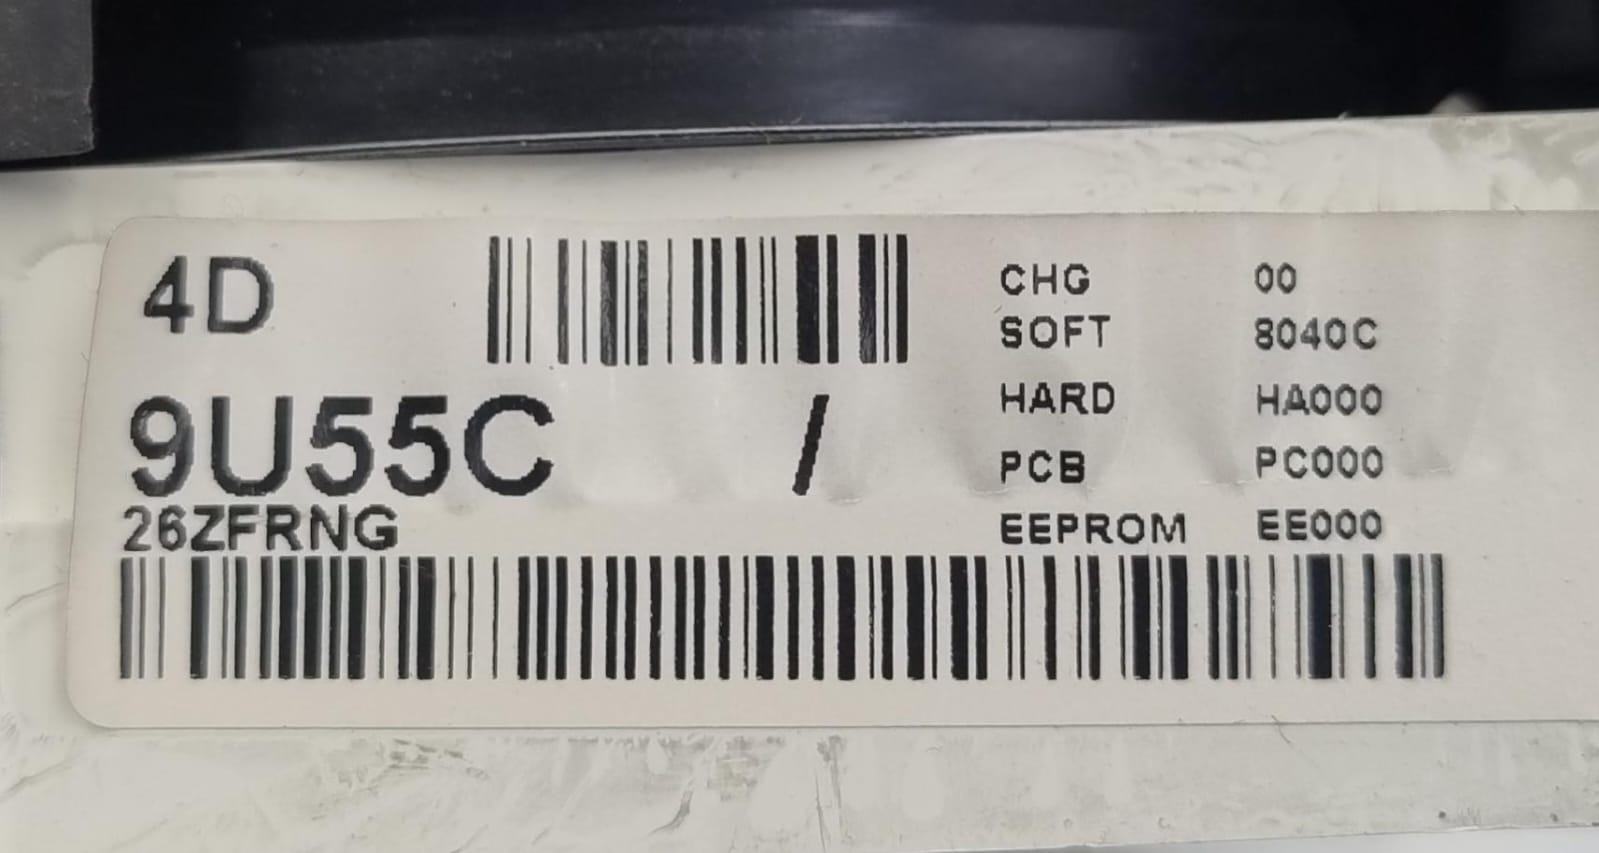 4D
9U55C /
26ZFRNG
CHG 00
SOFT 8040C
HARD HA000
PCB PC000
EEPROM EE000